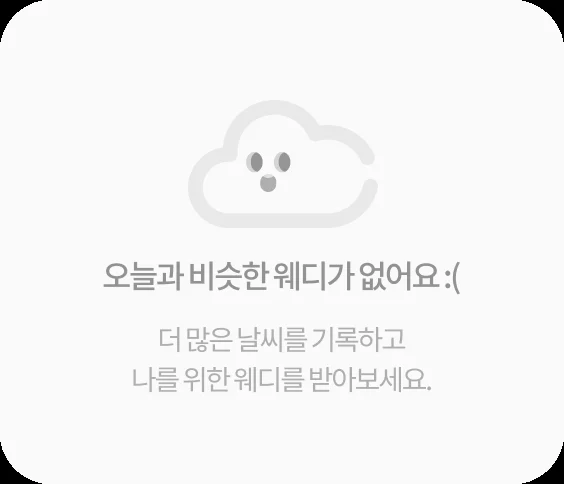 오늘과 비슷한 웨디가 없어요 :(
더 많은 날씨를 기록하고
나를 위한 웨디를 받아보세요.